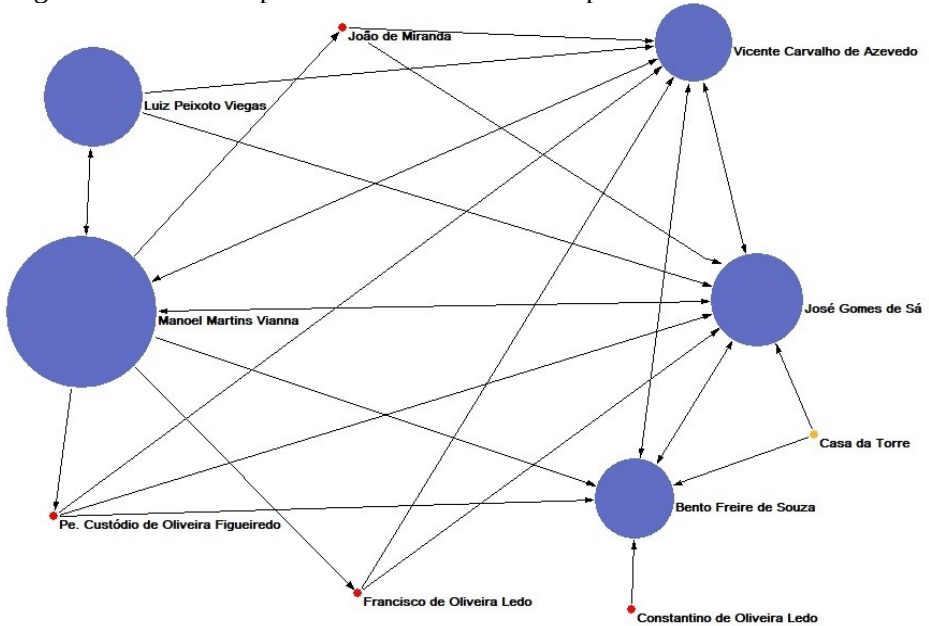 João de Miranda
Vicente Carvalho de Azevedo
Luiz Peixoto Viegas
José Gomes de Sá
Manoel Martins Vianna
Casa da Torre
Bento Freire de Souza
Pe. Custódio de Oliveira Figueiredo
Francisco de Oliveira Ledo
Constantino de Oliveira Ledo